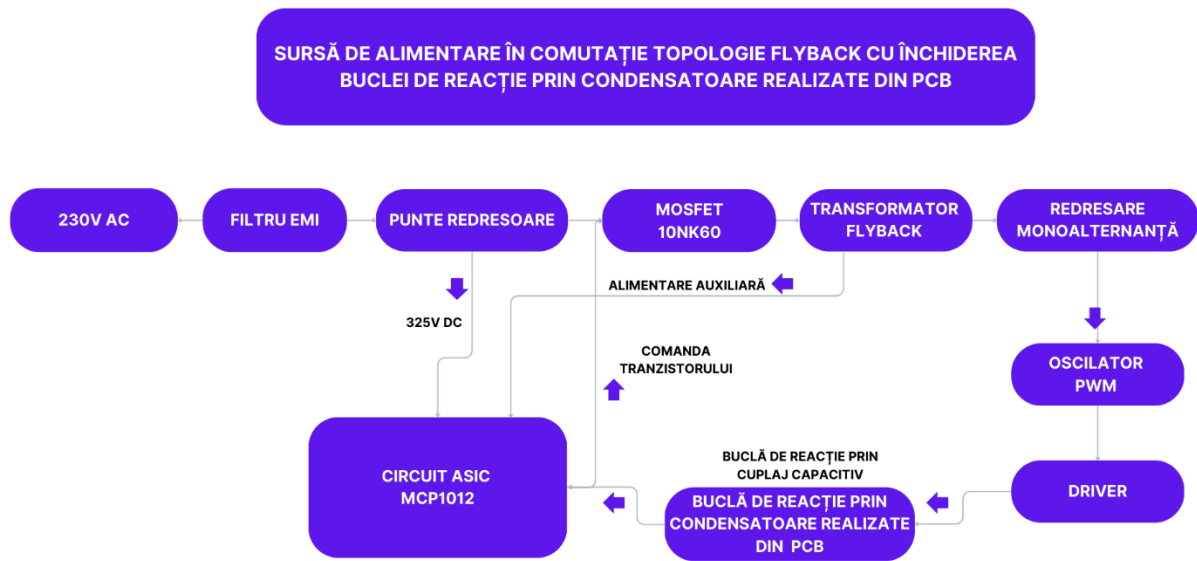 SURSĂ DE ALIMENTARE ÎN COMUTAȚIE TOPOLOGIE FLYBACK CU ÎNCHIDEREA
BUCLEI DE REACȚIE PRIN CONDENSATOARE REALIZATE DIN PCB
230V AC
FILTRU EMI
PUNTE REDRESOARE
MOSFET
10NK60
TRANSFORMATOR
FLYBACK
REDRESARE
MONOALTERNANȚĂ
ALIMENTARE AUXILIARĂ
325V DC
COMANDA
TRANZISTORULUI
OSCILATOR
PWM
CIRCUIT ASIC
MCP1012
BUCLĂ DE REACȚIE PRIN
CUPLAJ CAPACITIV
BUCLĂ DE REACȚIE PRIN
CONDENSATOARE REALIZATE
DIN PCB
DRIVER